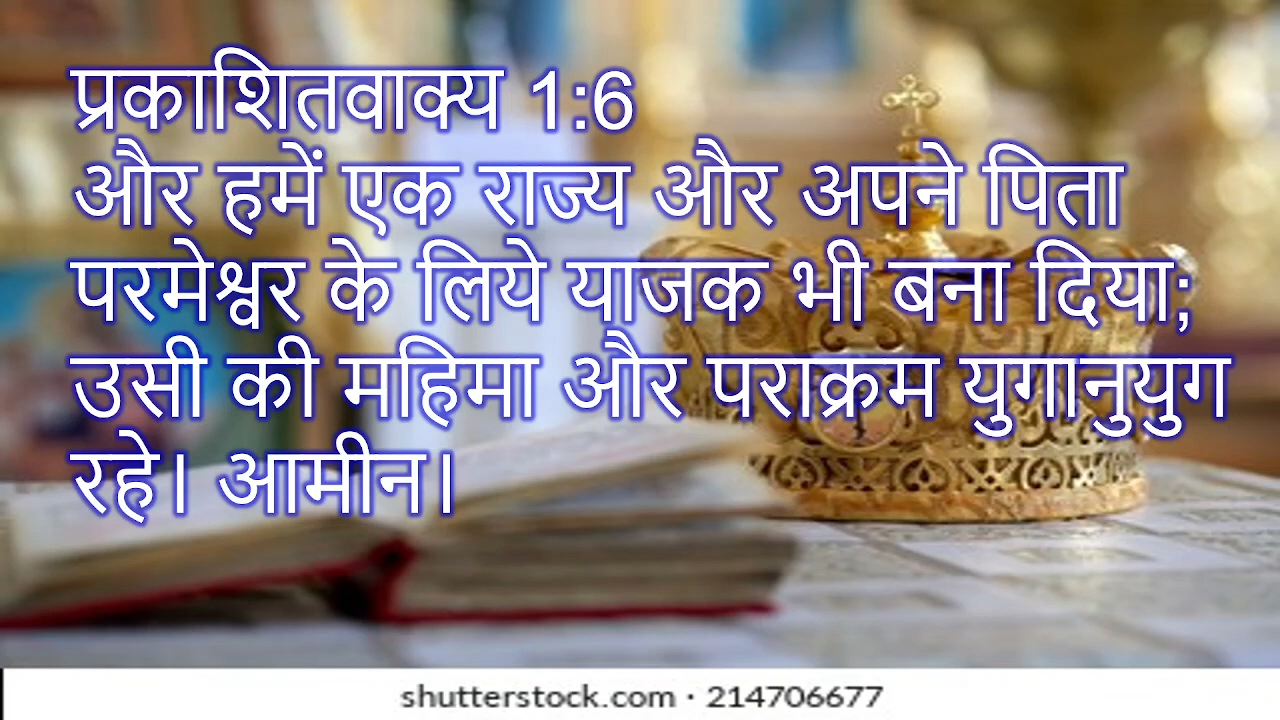 प्रकाशितवाक्य 1:6
और हमें एक राज्य और अपने पिता
परमेश्वर के लिये याजक भी बना दिया;
उसी की महिमा और पराक्रम युगानुयुग
रहे। आमीन।
shutterstock.com · 214706677